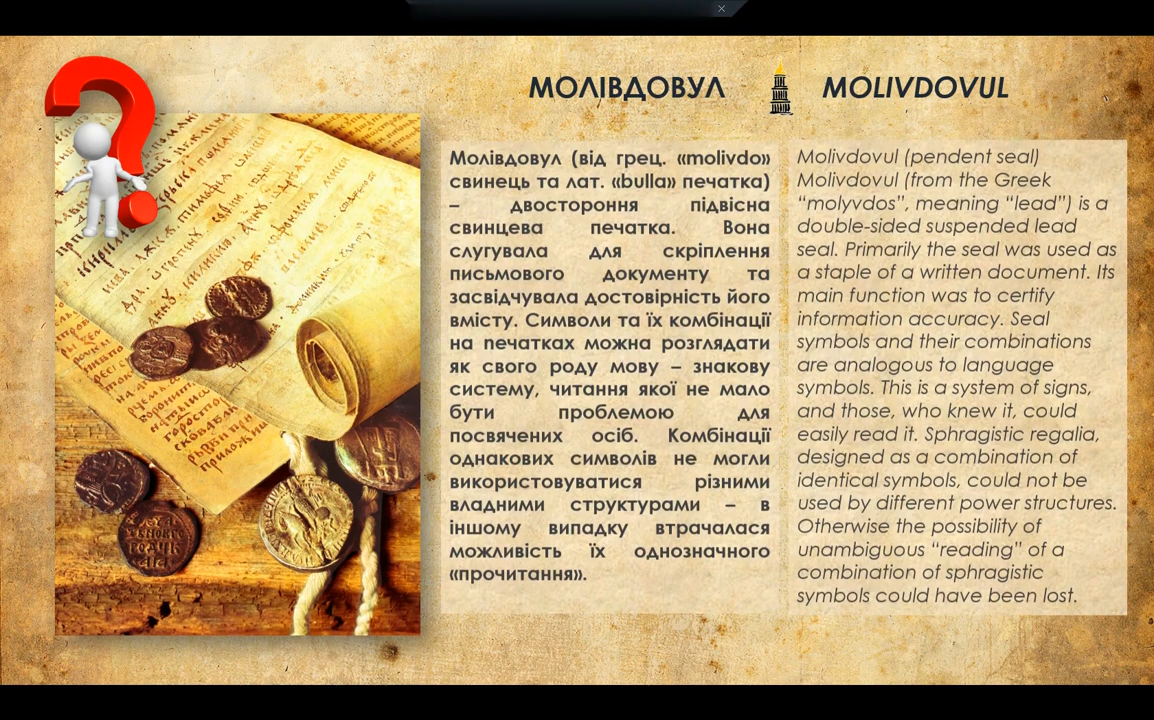 МОЛІВДОВУЛ
MOLIVDOVUL
Молівдовул (від грец. «molivdo»
свинець та лат. «bulla» печатка)
– двостороння підвісна
свинцева печатка. Вона
слугувала для скріплення
письмового документу та
засвідчувала достовірність його
вмісту. Символи та їх комбінації
на печатках можна розглядати
як свого роду мову – знакову
систему, читання якої не мало
бути проблемою для
посвячених осіб. Комбінації
однакових символів не могли
використовуватися різними
владними структурами – в
іншому випадку втрачалася
можливість їх однозначного
«прочитання».
Molivdovul (pendent seal)
Molivdovul (from the Greek
“molyvdos”, meaning “lead”) is a
double-sided suspended lead
seal. Primarily the seal was used as
a staple of a written document. Its
main function was to certify
information accuracy. Seal
symbols and their combinations
are analogous to language
symbols. This is a system of signs,
and those, who knew it, could
easily read it. Sphragistic regalia,
designed as a combination of
identical symbols, could not be
used by different power structures.
Otherwise the possibility of
unambiguous “reading” of a
combination of sphragistic
symbols could have been lost.